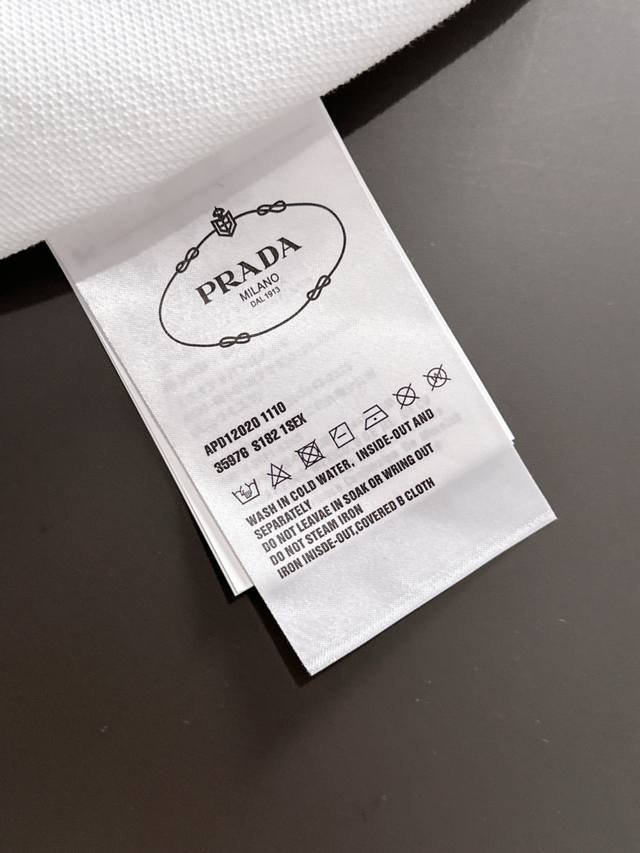 PRADA
MILANO
DAL 1913
APD12020 1110
35976 S182 1SEX
WASH IN COLD WATER, INSIDE-OUT AND
SEPARATELY
DO NOT LEAVAE IN SOAK OR WRING OUT
DO NOT STEAM IRON
IRON INISDE-OUT,COVERED B CLOTH